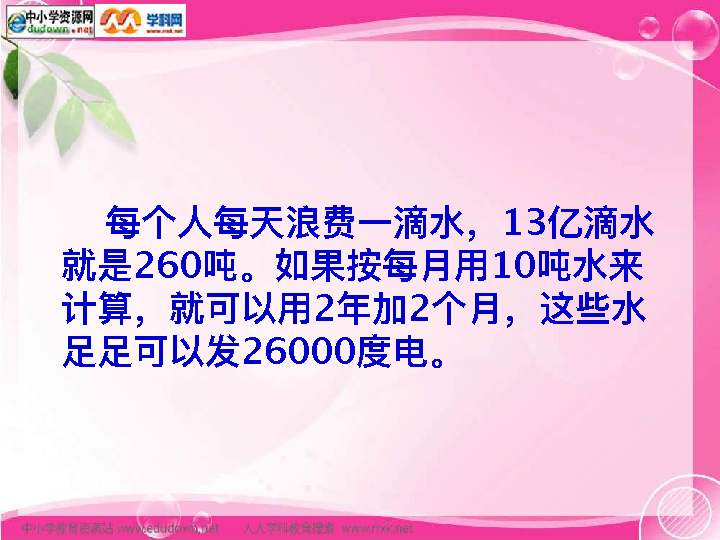 中小学资源网
dudown.net
学科网
www.rrxk.net
每个人每天浪费一滴水，13亿滴水
就是260吨。如果按每月用10吨水来
计算，就可以用2年加2个月，这些水
足足可以发26000度电。
中小学教育资源站 www.edudown.net 人人学科教育搜索 www.rrxk.net